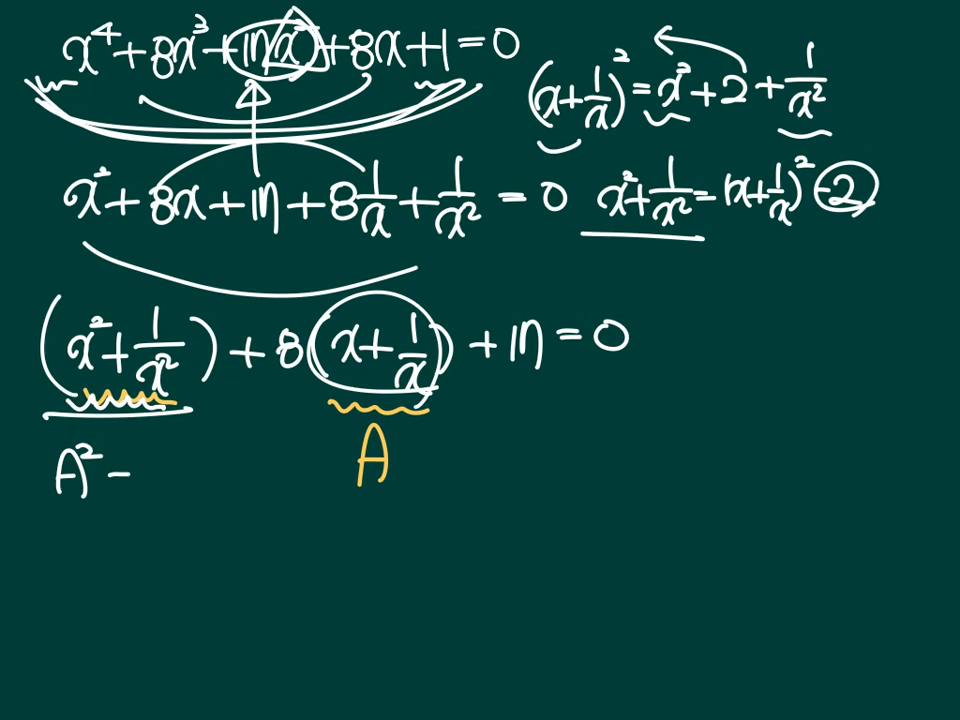 x⁴+8x³+17x²+8x+1=0
(x+1/x)²=x²+2+1/x²
x²+8x+17+8 1/x+1/x²=0
x²+1/x²=(x+1/x)²-2
(x²+1/x²)+8(x+1/x)+17=0
A²- A